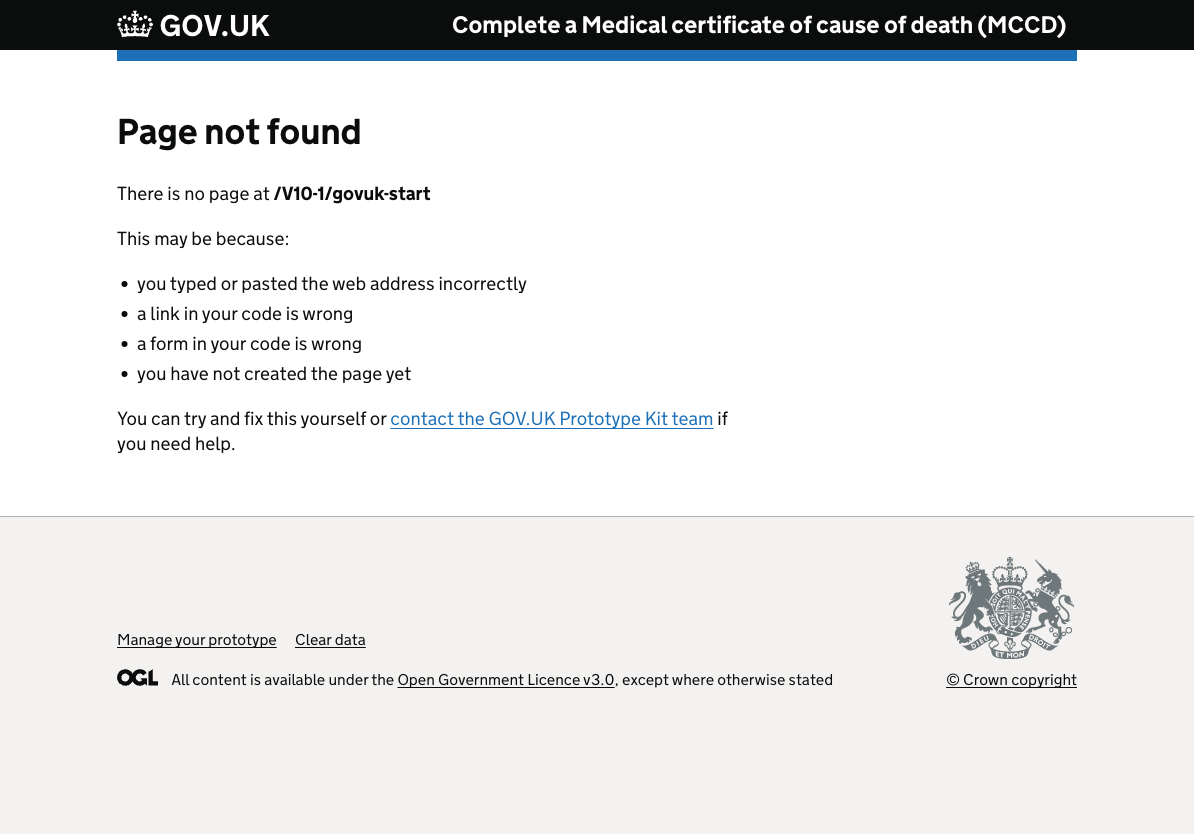 GOV.UK
Complete a Medical certificate of cause of death (MCCD)
Page not found
There is no page at /V10-1/govuk-start
This may be because:
• you typed or pasted the web address incorrectly
• a link in your code is wrong
• a form in your code is wrong
• you have not created the page yet
You can try and fix this yourself or contact the GOV.UK Prototype Kit team if
you need help.
Manage your prototype Clear data
OGL All content is available under the Open Government Licence v3.0, except where otherwise stated
DIEU ET MON DROIT
© Crown copyright